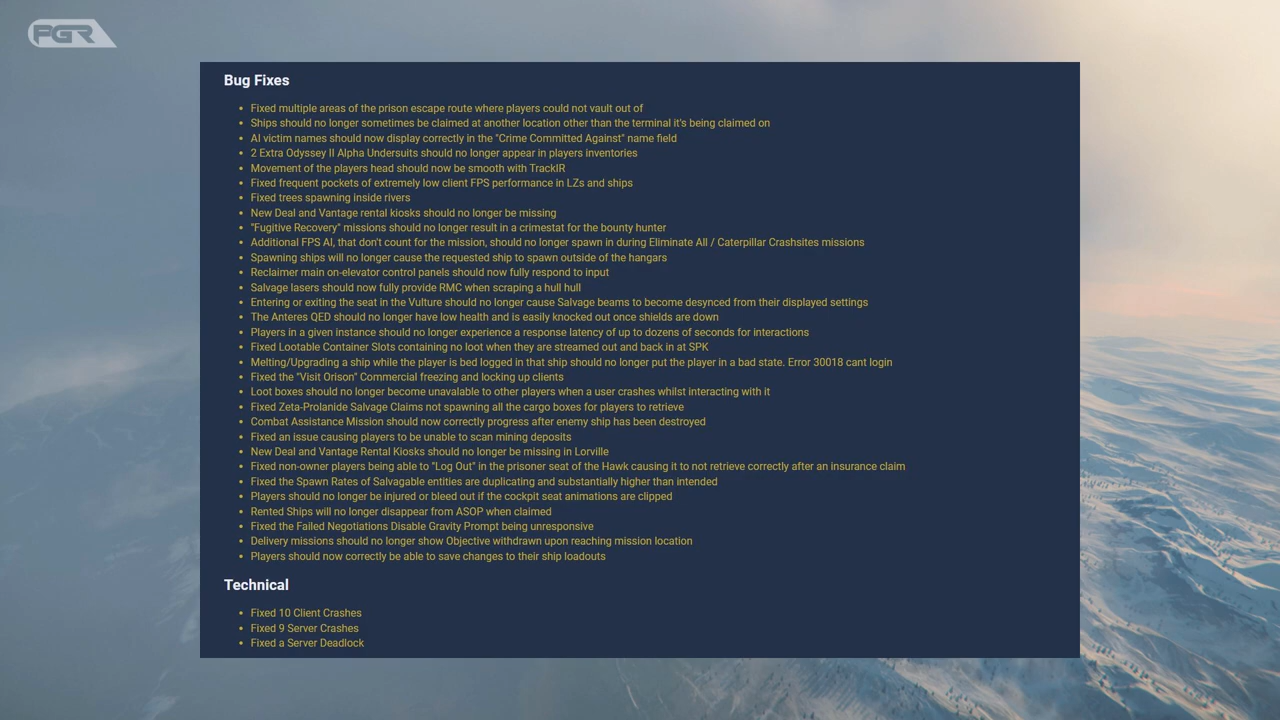 PGR
Bug Fixes
• Fixed multiple areas of the prison escape route where players could not vault out of
• Ships should no longer sometimes be claimed at another location other than the terminal it's being claimed on
• AI victim names should now display correctly in the "Crime Committed Against" name field
• 2 Extra Odyssey II Alpha Undersuits should no longer appear in players inventories
• Movement of the players head should now be smooth with TrackIR
• Fixed frequent pockets of extremely low client FPS performance in LZs and ships
• Fixed trees spawning inside rivers
• New Deal and Vantage rental kiosks should no longer be missing
• "Fugitive Recovery" missions should no longer result in a crimestat for the bounty hunter
• Additional FPS AI, that don't count for the mission, should no longer spawn in during Eliminate All / Caterpillar Crashsites missions
• Spawning ships will no longer cause the requested ship to spawn outside of the hangars
• Reclaimer main on-elevator control panels should now fully respond to input
• Salvage lasers should now fully provide RMC when scraping a hull hull
• Entering or exiting the seat in the Vulture should no longer cause Salvage beams to become desynced from their displayed settings
• The Anteres QED should no longer have low health and is easily knocked out once shields are down
• Players in a given instance should no longer experience a response latency of up to dozens of seconds for interactions
• Fixed Lootable Container Slots containing no loot when they are streamed out and back in at SPK
• Melting/Upgrading a ship while the player is bed logged in that ship should no longer put the player in a bad state. Error 30018 cant login
• Fixed the "Visit Orison" Commercial freezing and locking up clients
• Loot boxes should no longer become unavalable to other players when a user crashes whilst interacting with it
• Fixed Zeta-Prolanide Salvage Claims not spawning all the cargo boxes for players to retrieve
• Combat Assistance Mission should now correctly progress after enemy ship has been destroyed
• Fixed an issue causing players to be unable to scan mining deposits
• New Deal and Vantage Rental Kiosks should no longer be missing in Lorville
• Fixed non-owner players being able to "Log Out" in the prisoner seat of the Hawk causing it to not retrieve correctly after an insurance claim
• Fixed the Spawn Rates of Salvagable entities are duplicating and substantially higher than intended
• Players should no longer be injured or bleed out if the cockpit seat animations are clipped
• Rented Ships will no longer disappear from ASOP when claimed
• Fixed the Failed Negotiations Disable Gravity Prompt being unresponsive
• Delivery missions should no longer show Objective withdrawn upon reaching mission location
• Players should now correctly be able to save changes to their ship loadouts
Technical
• Fixed 10 Client Crashes
• Fixed 9 Server Crashes
• Fixed a Server Deadlock